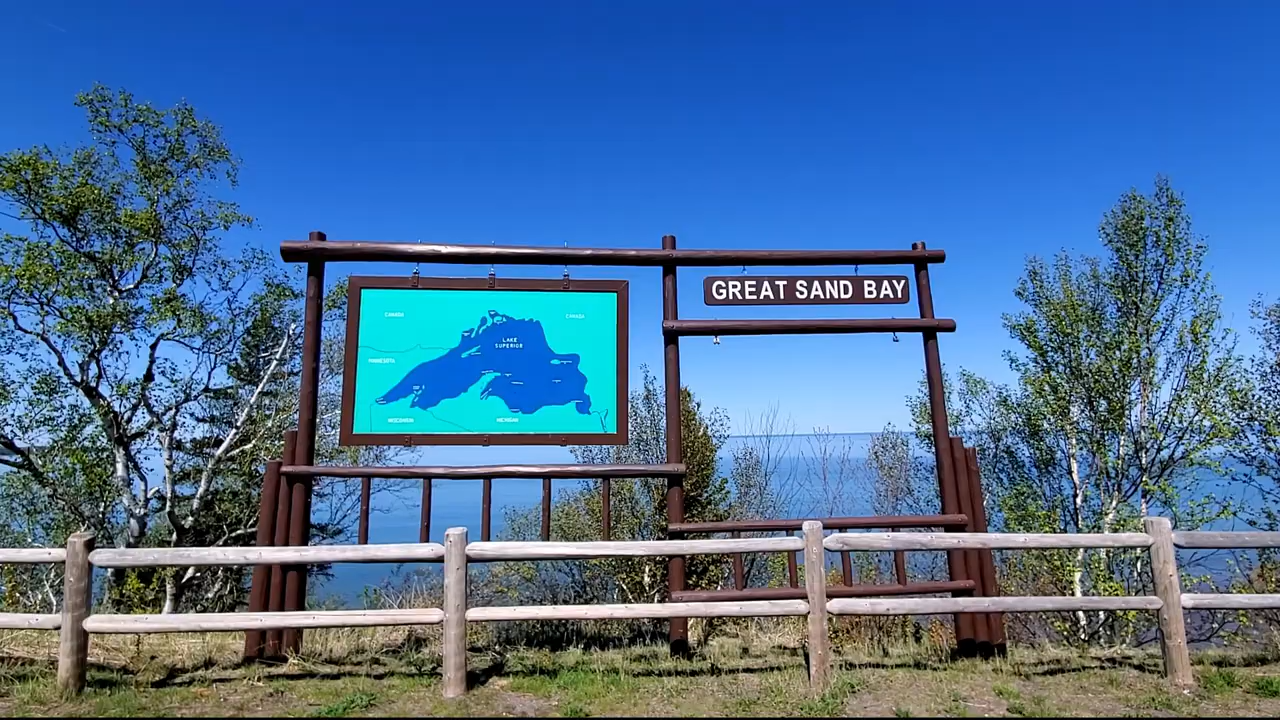 CANADA
CANADA
LAKE
SUPERIOR
MINNESOTA
WISCONSIN
MICHIGAN
GREAT SAND BAY